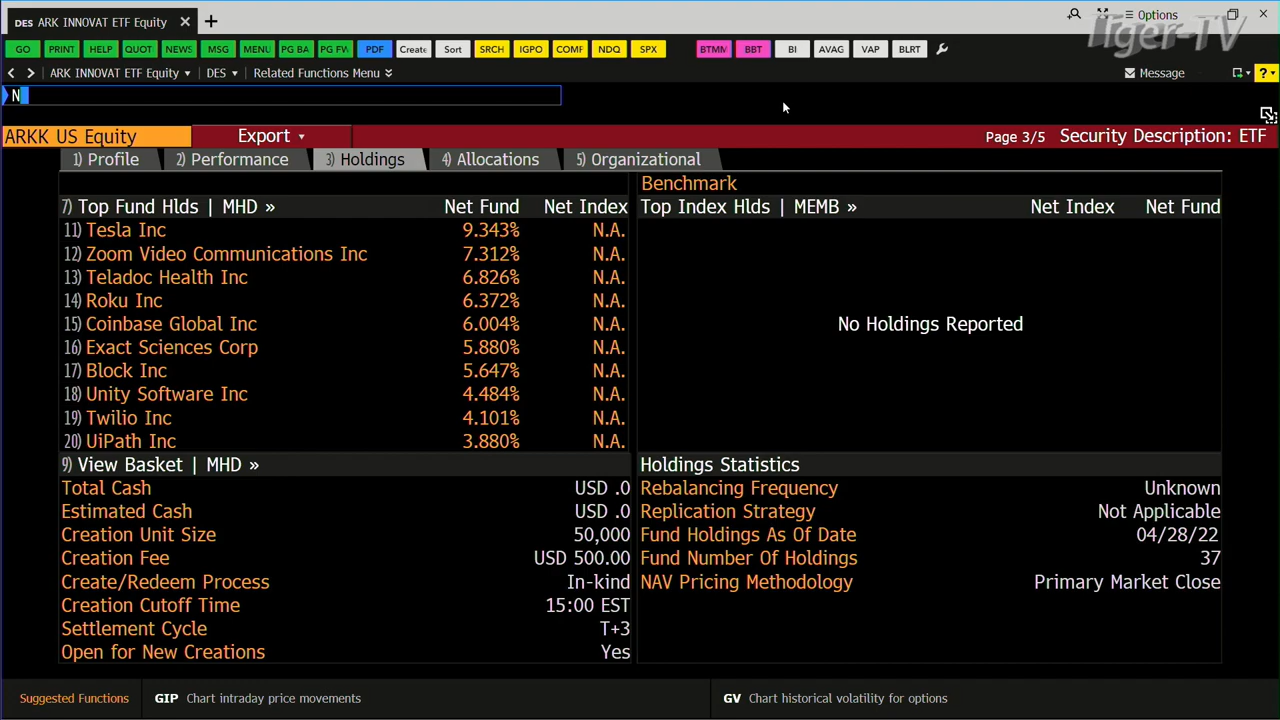 DES ARK INNOVAT ETF Equity
Options
Tiger-TV
GO PRINT HELP QUOT NEWS MSG MENU PG BA PG FW PDF Create Sort SRCH IGPO COMF NDQ SPX BTMM BBT BI AVAG VAP BLRT
ARK INNOVAT ETF Equity DES Related Functions Menu Message ?
N
ARKK US Equity Export Page 3/5 Security Description: ETF
1) Profile 2) Performance 3) Holdings 4) Allocations 5) Organizational
Benchmark
7) Top Fund Hlds | MHD » Net Fund Net Index Top Index Hlds | MEMB » Net Index Net Fund
11) Tesla Inc 9.343% N.A.
12) Zoom Video Communications Inc 7.312% N.A.
13) Teladoc Health Inc 6.826% N.A.
14) Roku Inc 6.372% N.A.
15) Coinbase Global Inc 6.004% N.A. No Holdings Reported
16) Exact Sciences Corp 5.880% N.A.
17) Block Inc 5.647% N.A.
18) Unity Software Inc 4.484% N.A.
19) Twilio Inc 4.101% N.A.
20) UiPath Inc 3.880% N.A.
9) View Basket | MHD » Holdings Statistics
Total Cash USD .0 Rebalancing Frequency Unknown
Estimated Cash USD .0 Replication Strategy Not Applicable
Creation Unit Size 50,000 Fund Holdings As Of Date 04/28/22
Creation Fee USD 500.00 Fund Number Of Holdings 37
Create/Redeem Process In-kind NAV Pricing Methodology Primary Market Close
Creation Cutoff Time 15:00 EST
Settlement Cycle T+3
Open for New Creations Yes
Suggested Functions GIP Chart intraday price movements GV Chart historical volatility for options